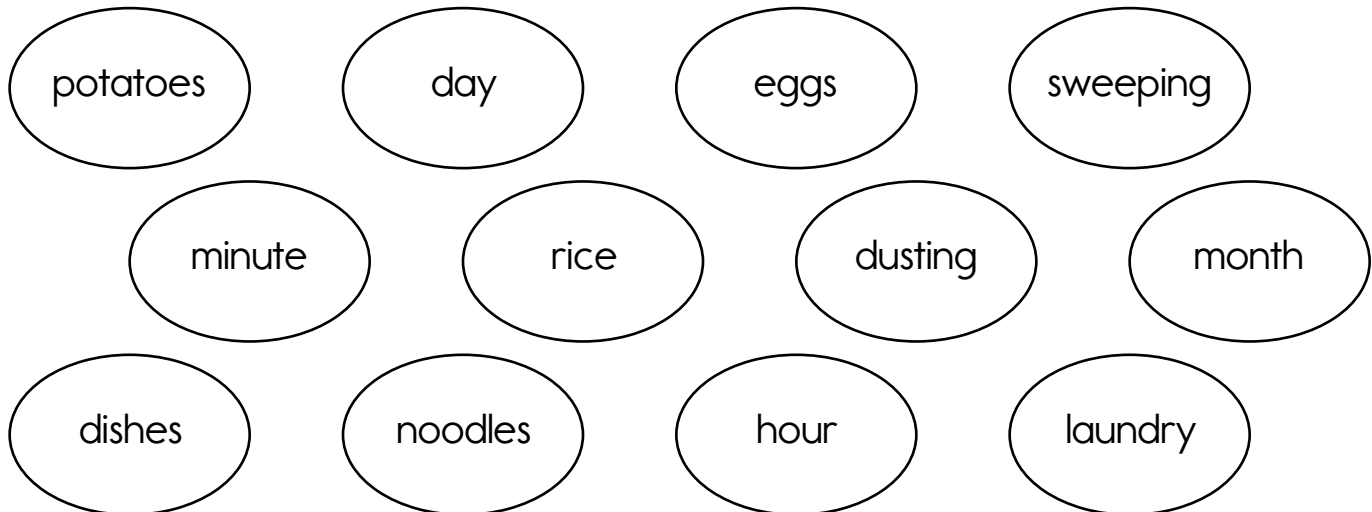 potatoes day eggs sweeping
minute rice dusting month
dishes noodles hour laundry